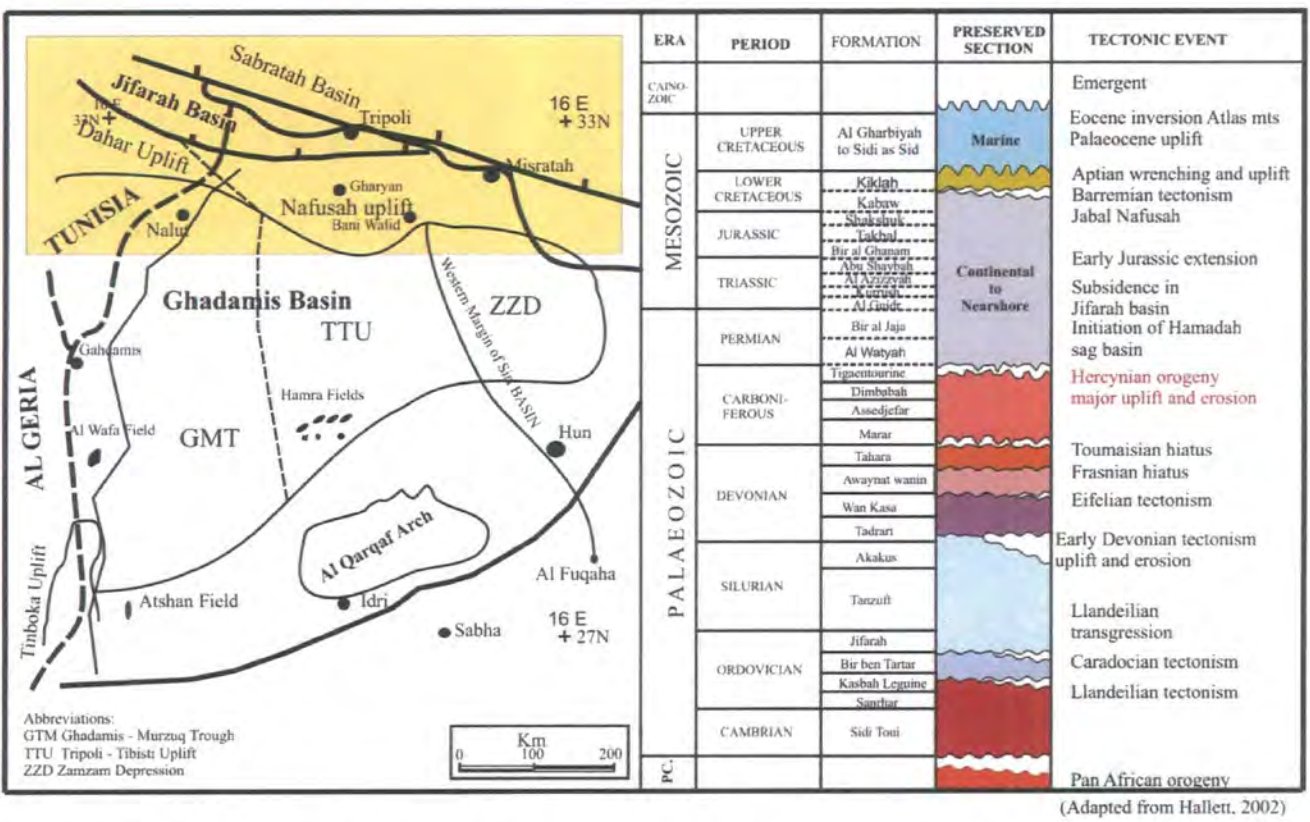 Sabratah Basin
Jifarah Basin
16 E
33N +
Dahar Uplift
Tripoli
16 E
+ 33N
Misratah
Gharyan
Nafusah uplift
Bani Walid
TUNISIA
Nalut
Ghadamis Basin
TTU
ZZD
Western Margin of Sirt BASIN
Gahdamis
ALGERIA
Hamra Fields
Al Wafa Field
GMT
Hun
Al Qarqaf Arch
Al Fuqaha
Tinboka Uplift
Atshan Field
Idri
16 E
+ 27N
Sabha
Abbreviations:
GTM Ghadamis - Murzuq Trough
TTU Tripoli - Tibisti Uplift
ZZD Zamzam Depression
Km
0 100 200
ERA PERIOD FORMATION PRESERVED SECTION TECTONIC EVENT
CAINO-
ZOIC
MESOZOIC
PALAEOZOIC
PC.
UPPER
CRETACEOUS
LOWER
CRETACEOUS
JURASSIC
TRIASSIC
PERMIAN
CARBONI-
FEROUS
DEVONIAN
SILURIAN
ORDOVICIAN
CAMBRIAN
Al Gharbiyah
to Sidi as Sid
Kiklah
Kabaw
Shakshuk
Takbal
Bir al Ghanam
Abu Shaybah
Al Azizyah
Kurrush
Al Guidr
Bir al Jaja
Al Watyah
Tigaentourine
Dimbabah
Assedjefar
Marar
Tahara
Awaynat wanin
Wan Kasa
Tadrart
Akakus
Tanzuft
Jifarah
Bir ben Tartar
Kasbah Leguine
Sanrhar
Sidi Toui
Marine
Continental
to
Nearshore
Emergent
Eocene inversion Atlas mts
Palaeocene uplift
Aptian wrenching and uplift
Barremian tectonism
Jabal Nafusah
Early Jurassic extension
Subsidence in
Jifarah basin
Initiation of Hamadah
sag basin
Hercynian orogeny
major uplift and erosion
Toumaisian hiatus
Frasnian hiatus
Eifelian tectonism
Early Devonian tectonism
uplift and erosion
Llandeilian
transgression
Caradocian tectonism
Llandeilian tectonism
Pan African orogeny
(Adapted from Hallett, 2002)